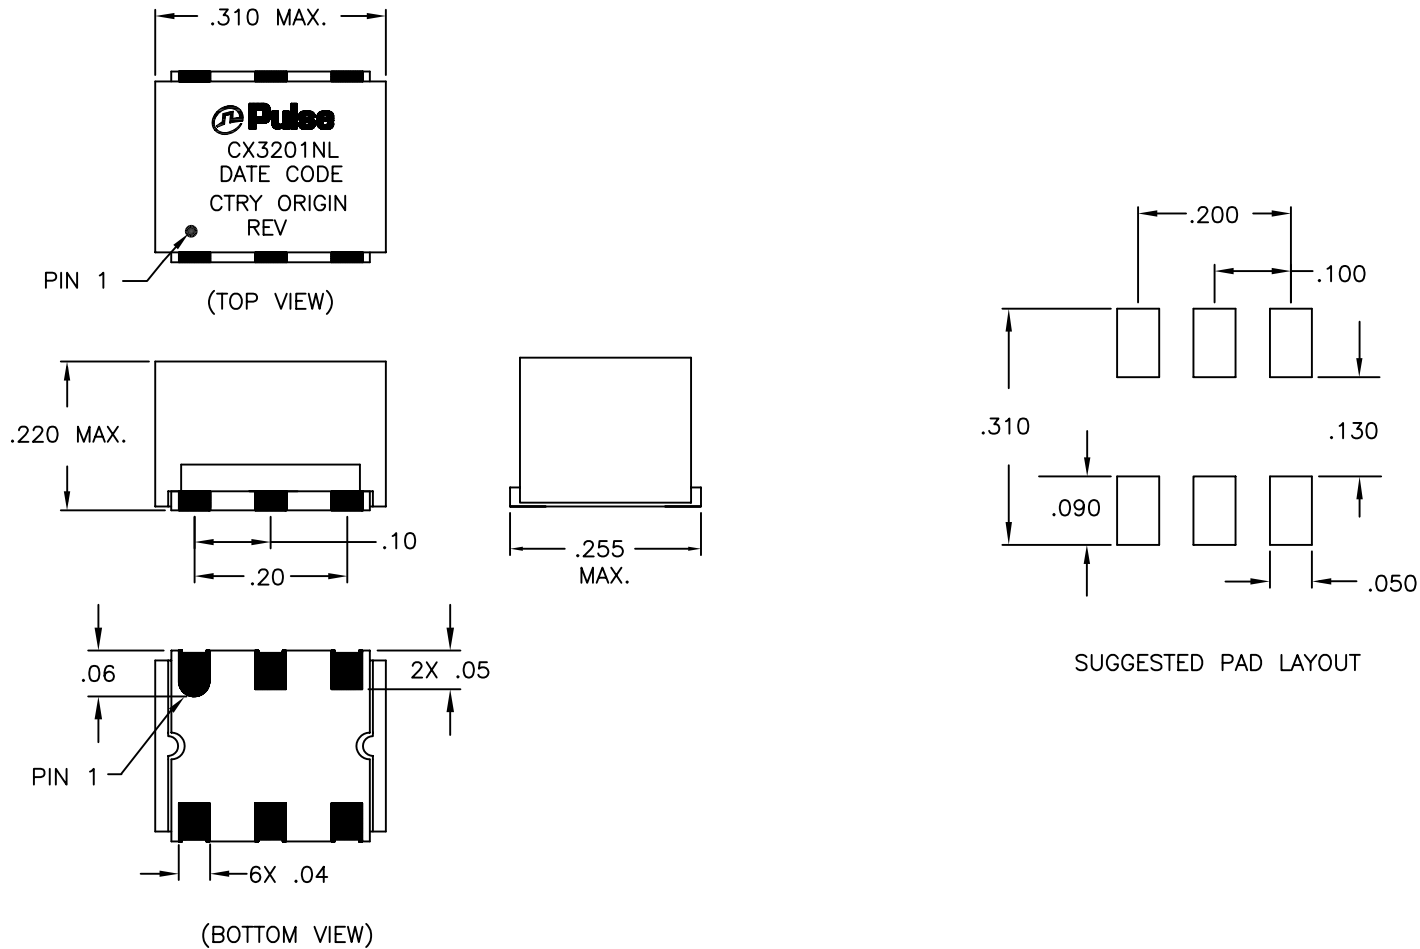 .310 MAX.
Pulse
CX3201NL
DATE CODE
CTRY ORIGIN
REV
PIN 1
(TOP VIEW)
.220 MAX.
.10
.20
.255
MAX.
.06
2X .05
PIN 1
6X .04
(BOTTOM VIEW)
.200
.100
.310
.130
.090
.050
SUGGESTED PAD LAYOUT